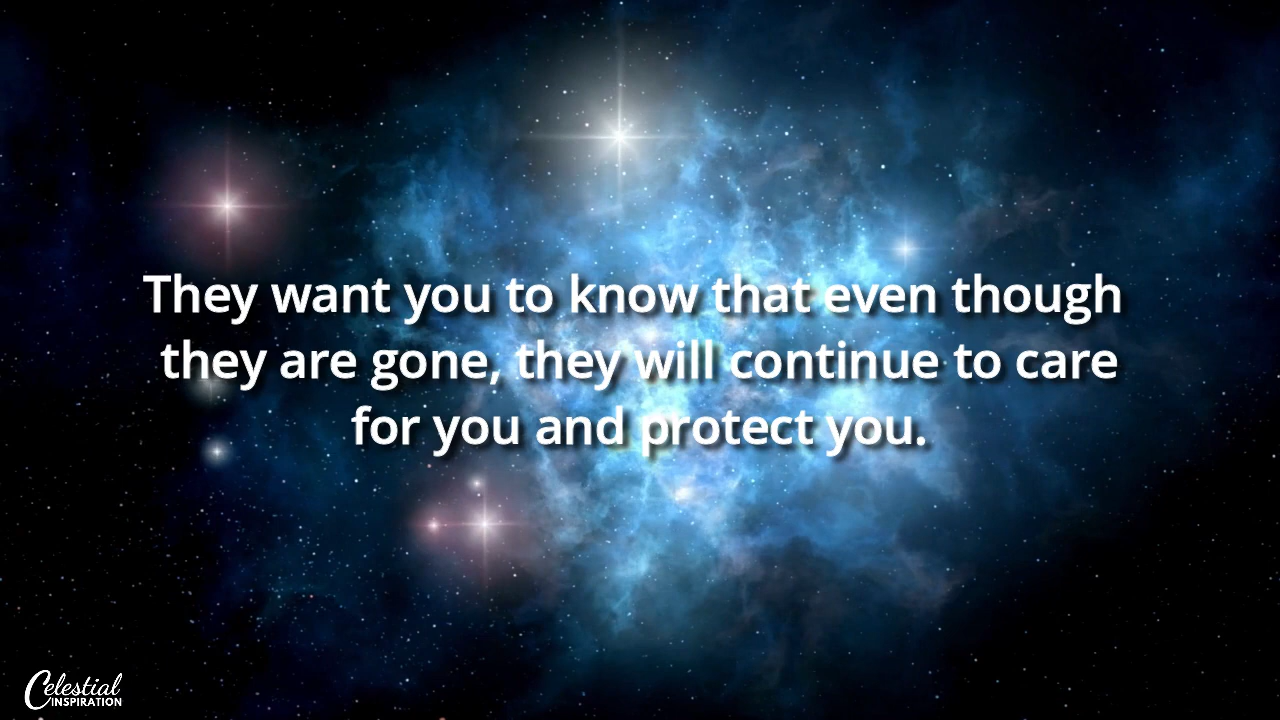 They want you to know that even though
they are gone, they will continue to care
for you and protect you.
Celestial
INSPIRATION